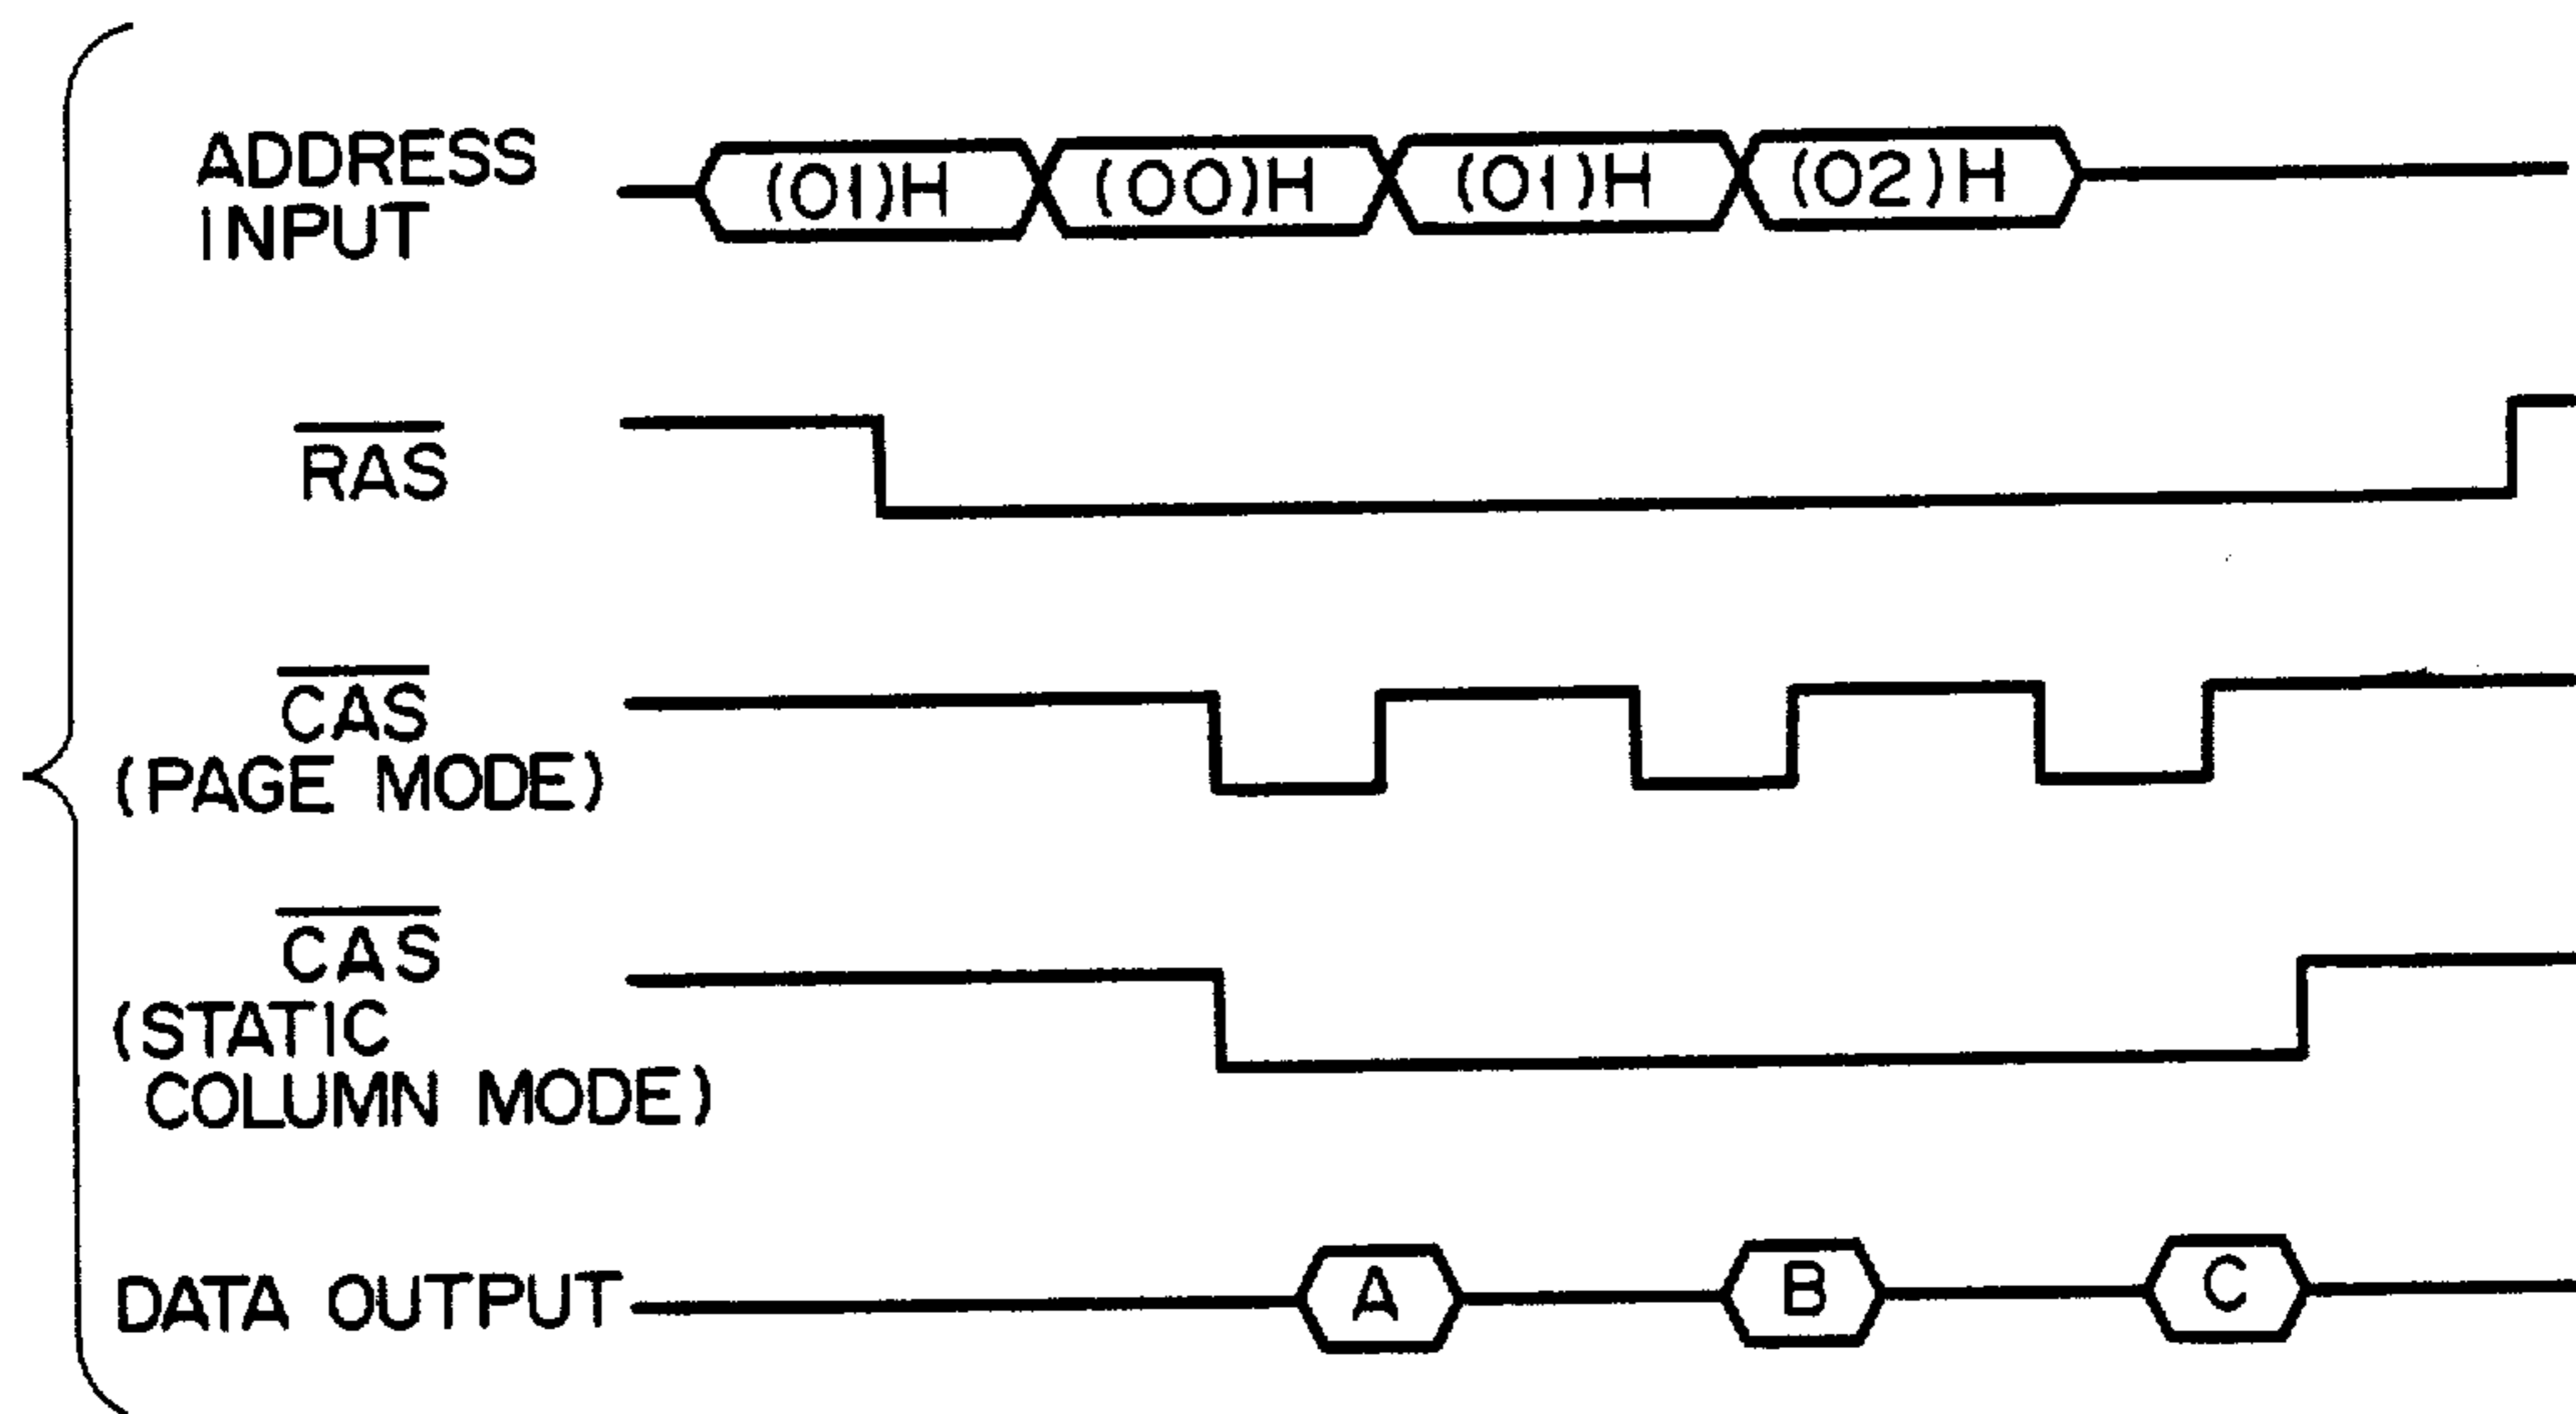 ADDRESS
INPUT
(01)H (00)H (01)H (02)H
RAS
CAS
(PAGE MODE)
CAS
(STATIC
COLUMN MODE)
DATA OUTPUT
A B C